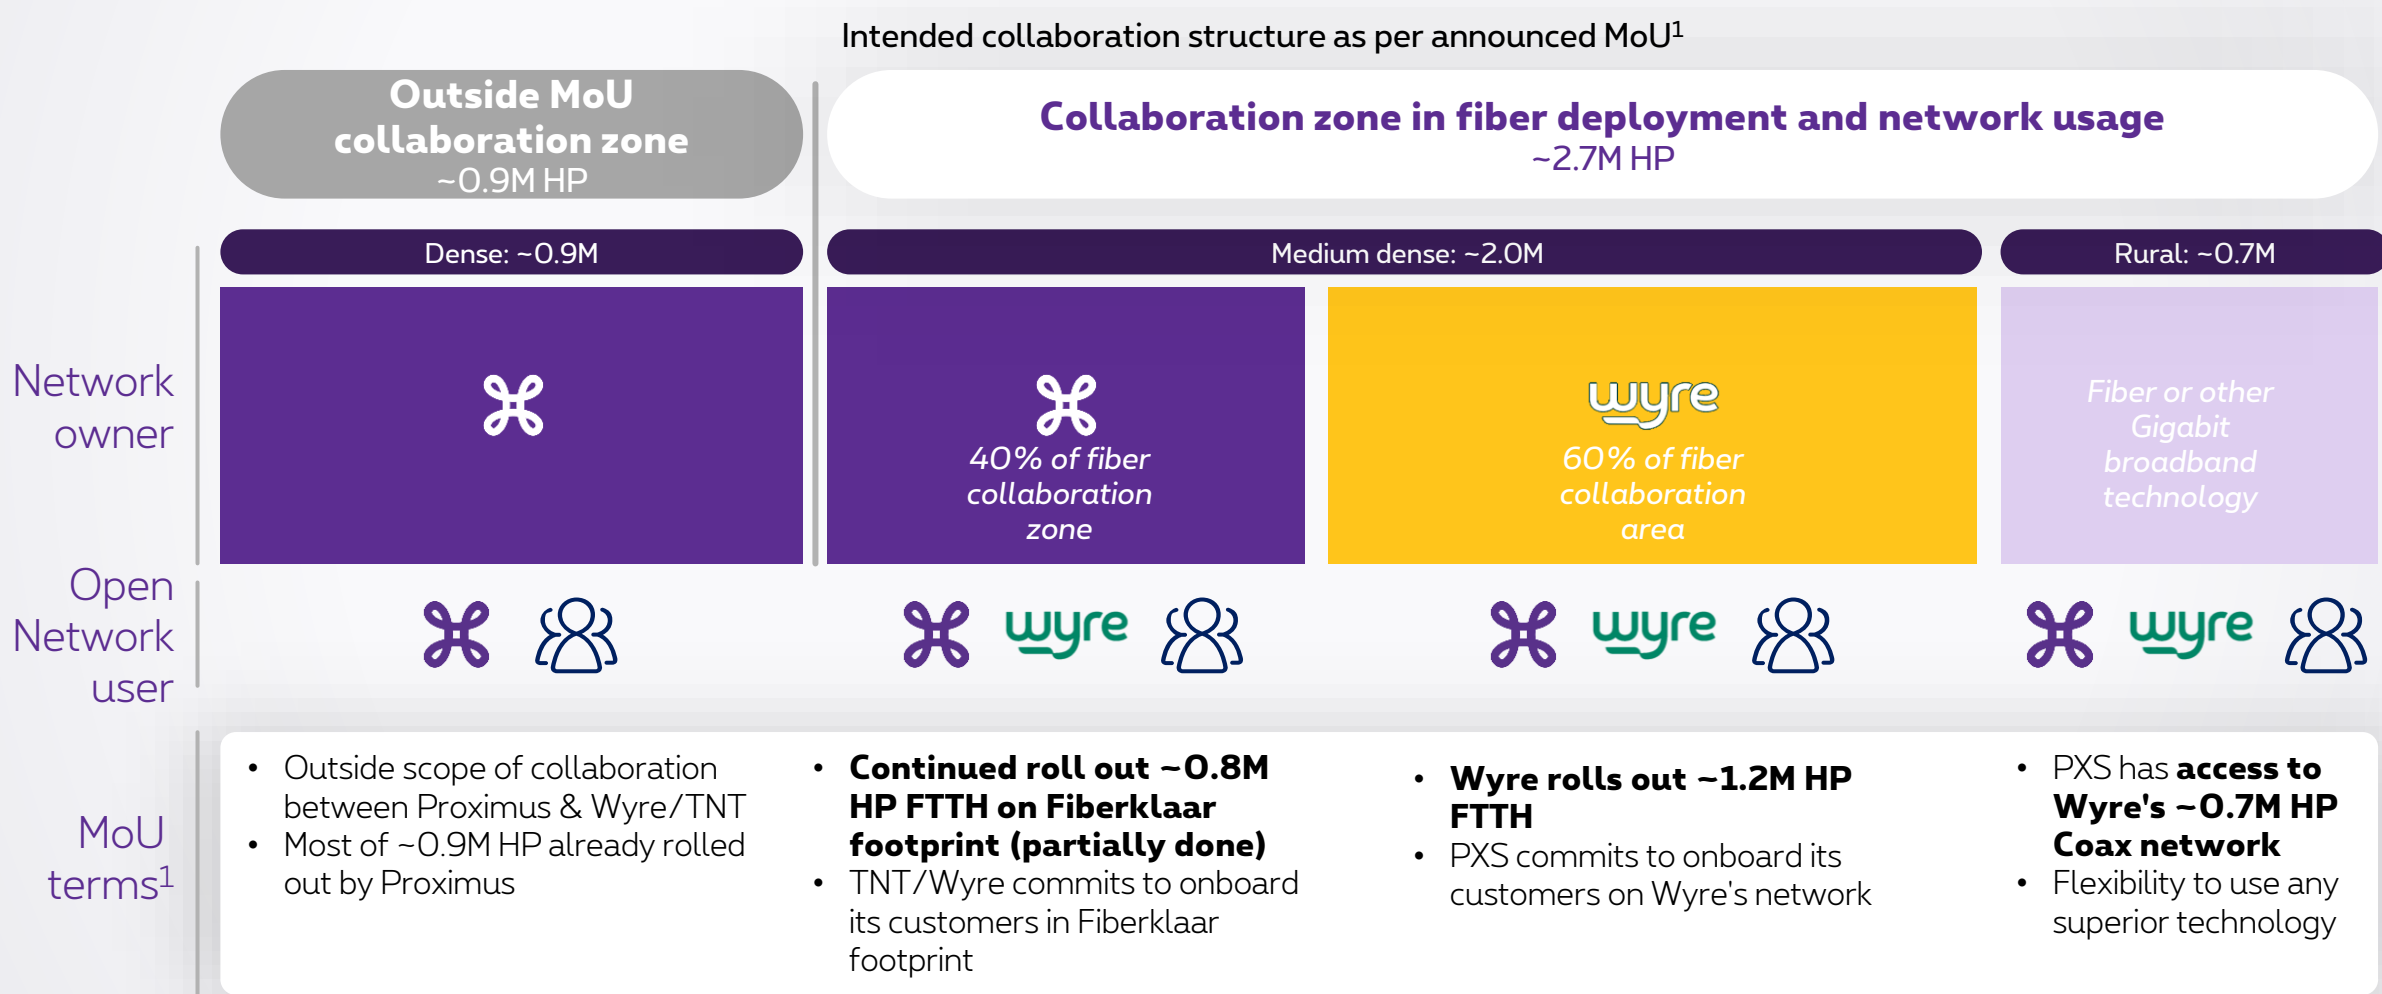 Intended collaboration structure as per announced MoU¹
Outside MoU
collaboration zone
~0.9M HP
Collaboration zone in fiber deployment and network usage
~2.7M HP
Dense: ~0.9M
Medium dense: ~2.0M
Rural: ~0.7M
Network
owner
40% of fiber
collaboration
zone
wyre
60% of fiber
collaboration
area
Fiber or other
Gigabit
broadband
technology
Open
Network
user
wyre
wyre
wyre
MoU
terms¹
• Outside scope of collaboration
between Proximus & Wyre/TNT
• Most of ~0.9M HP already rolled
out by Proximus
• Continued roll out ~0.8M
HP FTTH on Fiberklaar
footprint (partially done)
• TNT/Wyre commits to onboard
its customers in Fiberklaar
footprint
• Wyre rolls out ~1.2M HP
FTTH
• PXS commits to onboard its
customers on Wyre's network
• PXS has access to
Wyre's ~0.7M HP
Coax network
• Flexibility to use any
superior technology